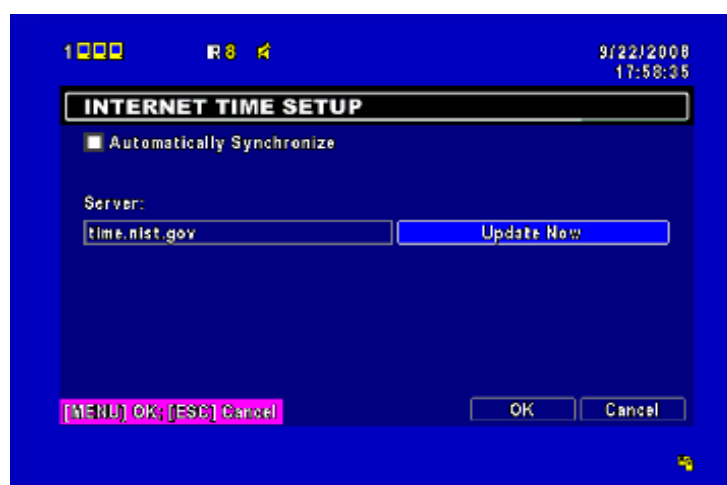 1 R 8 9/22/2008
17:58:35
INTERNET TIME SETUP
Automatically Synchronize
Server:
time.nist.gov Update Now
[MENU] OK; [ESC] Cancel OK Cancel